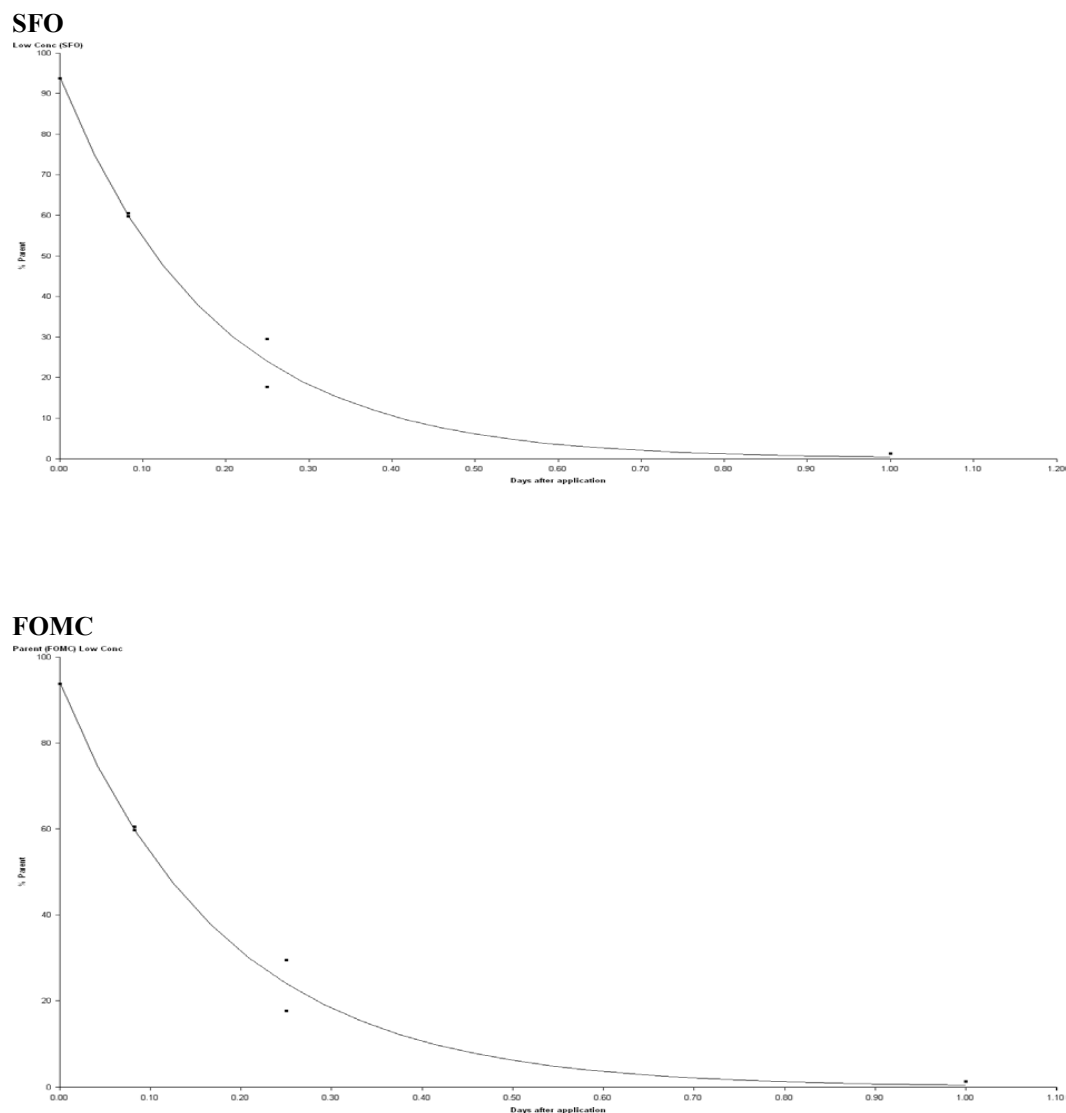 SFO
Low Conc (SFO)
100
90
80
70
60
50
40
30
20
10
0
% Parent
0.00 0.10 0.20 0.30 0.40 0.50 0.60 0.70 0.80 0.90 1.00 1.10 1.20
Days after application
FOMC
Parent (FOMC) Low Conc
100
80
60
40
20
0
% Parent
0.00 0.10 0.20 0.30 0.40 0.50 0.60 0.70 0.80 0.90 1.00 1.10
Days after application